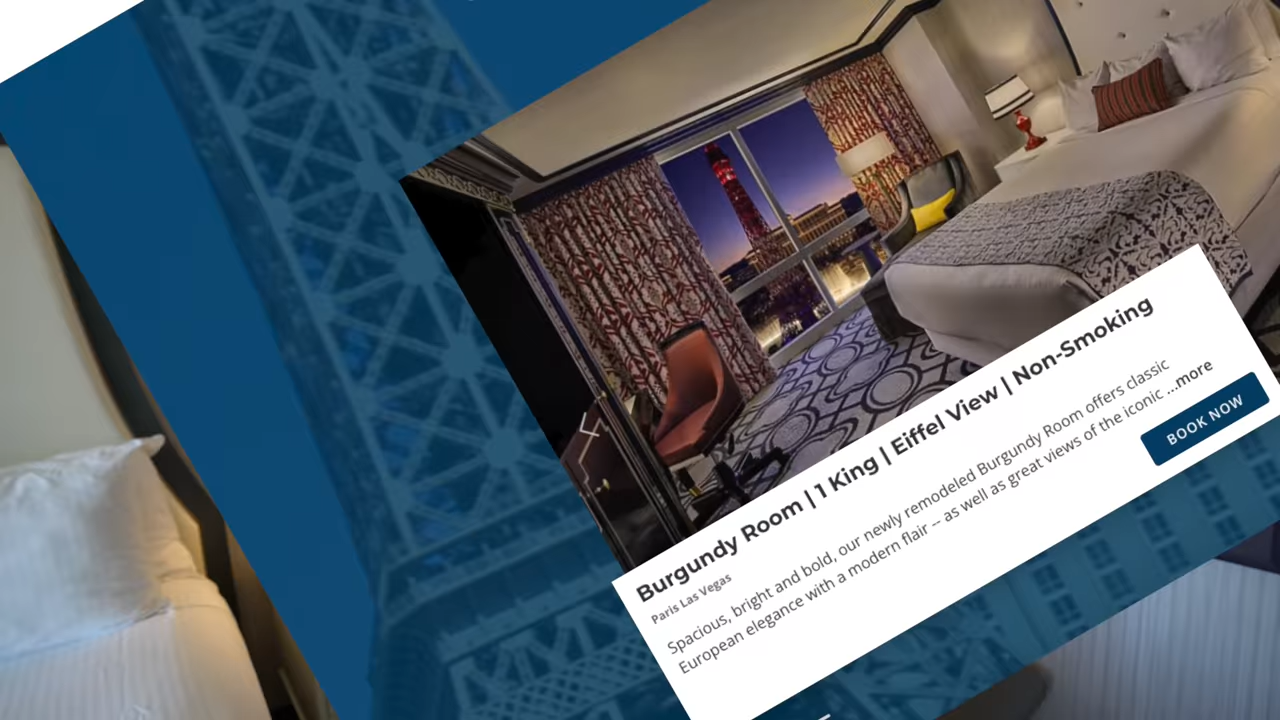 Burgundy Room | 1 King | Eiffel View | Non-Smoking
Paris Las Vegas
Spacious, bright and bold, our newly remodeled Burgundy Room offers classic
European elegance with a modern flair -- as well as great views of the iconic ...more
BOOK NOW